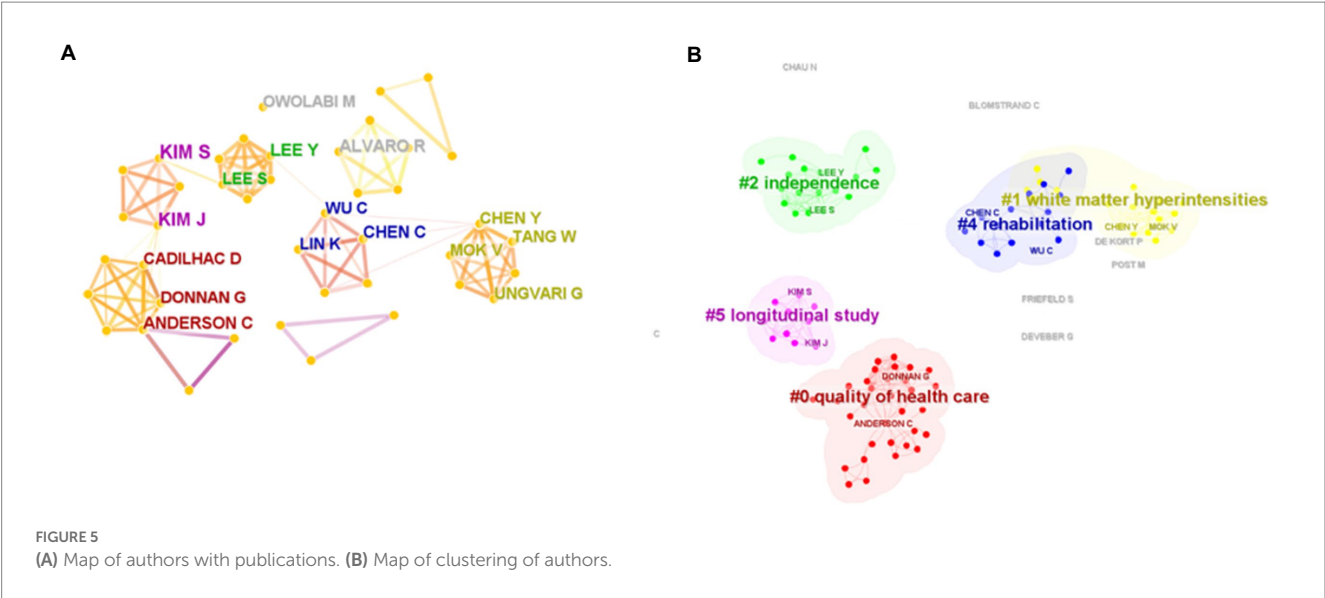 A
OWOLABI M
KIM S
LEE Y
ALVARO R
LEE S
KIM J
WU C
CHEN C
LIN K
CHEN Y
TANG W
MOK V
UNGVARI G
CADILHAC D
DONNAN G
ANDERSON C
C
B
CHAU N
BLOMSTRAND C
LEE Y
#2 independence
LEE S
#1 white matter hyperintensities
CHEN C
#4 rehabilitation
CHEN Y
MOK V
DE KORT P
WU C
POST M
KIM S
FRIEFELD S
#5 longitudinal study
DEVEBER G
KIM J
DONNAN G
#0 quality of health care
ANDERSON C
FIGURE 5
(A) Map of authors with publications. (B) Map of clustering of authors.